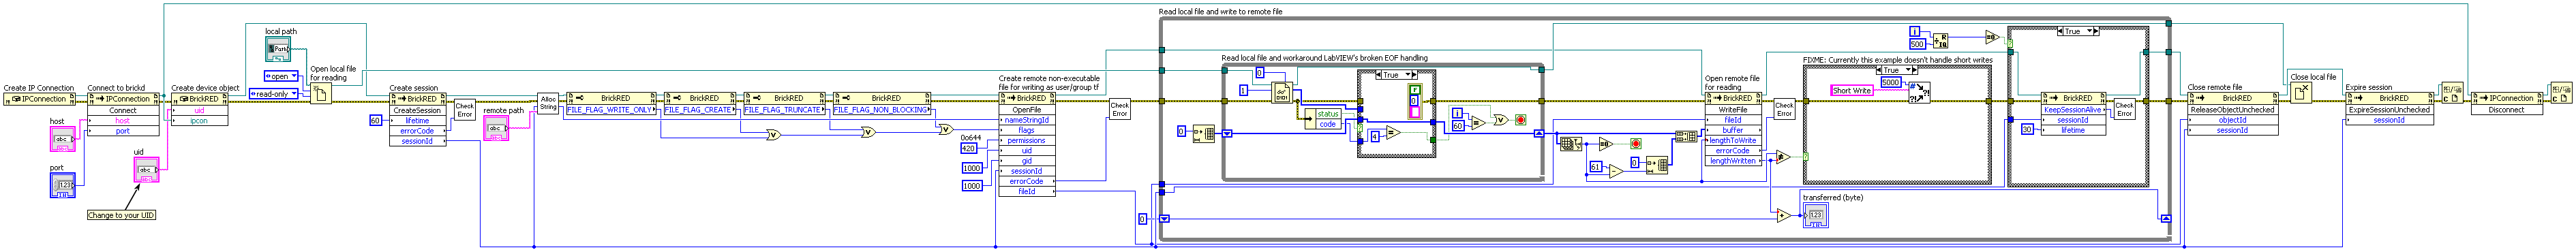 Create IP Connection
IPConnection
host
abc
port
123
Connect to brickd
IPConnection
Connect
host
port
uid
abc
Change to your UID
Create device object
BrickRED
uid
ipcon
local path
Path
open
read-only
Open local file
for reading
Create session
BrickRED
CreateSession
lifetime
errorCode
sessionId
60
Check
Error
remote path
abc
Alloc
String
BrickRED
FILE_FLAG_WRITE_ONLY
BrickRED
FILE_FLAG_CREATE
BrickRED
FILE_FLAG_TRUNCATE
BrickRED
FILE_FLAG_NON_BLOCKING
0o644
420
1000
1000
Create remote non-executable
file for writing as user/group tf
BrickRED
OpenFile
nameStringId
flags
permissions
uid
gid
sessionId
errorCode
fileId
Check
Error
Read local file and write to remote file
0
0
Read local file and workaround LabVIEW's broken EOF handling
0
1
status
code
True
4
F
0
i
60
61
0
Open remote file
for reading
BrickRED
WriteFile
fileId
buffer
lengthToWrite
errorCode
lengthWritten
Check
Error
FIXME: Currently this example doesn't handle short writes
True
5000
Short Write
transferred (byte)
123
i
500
True
BrickRED
KeepSessionAlive
sessionId
lifetime
30
Check
Error
Close remote file
BrickRED
ReleaseObjectUnchecked
objectId
sessionId
Close local file
Expire session
BrickRED
ExpireSessionUnchecked
sessionId
IPConnection
Disconnect